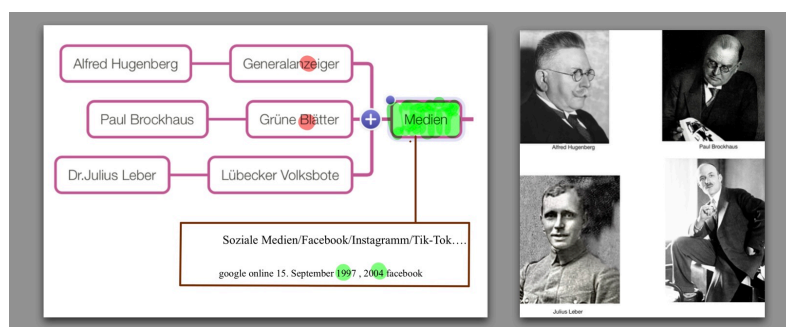 Alfred Hugenberg
Generalanzeiger
Paul Brockhaus
Grüne Blätter
Medien
Dr.Julius Leber
Lübecker Volksbote
Soziale Medien/Facebook/Instagramm/Tik-Tok....
google online 15. September 1997 , 2004 facebook
Alfred Hugenberg
Paul Brockhaus
Julius Leber